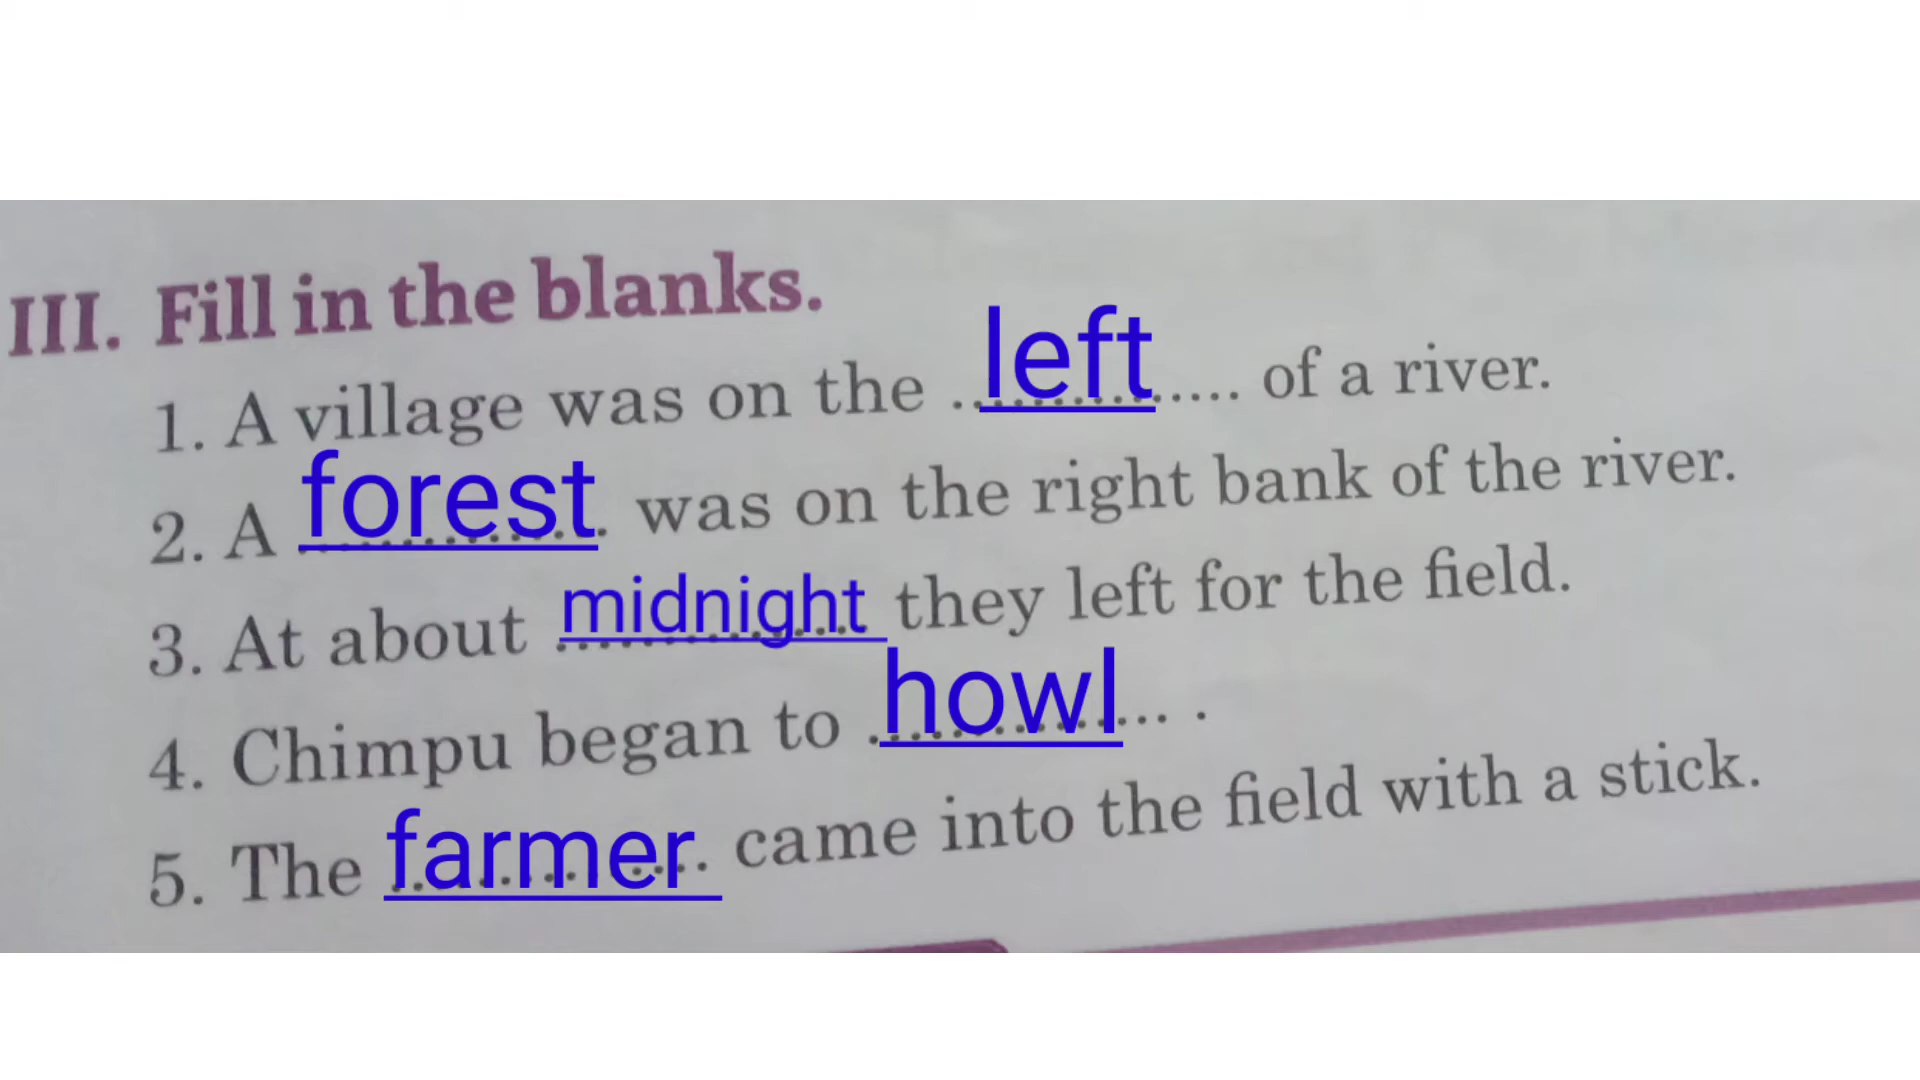 III. Fill in the blanks.
1. A village was on the ..left.... of a river.
2. A forest. was on the right bank of the river.
3. At about midnight they left for the field.
4. Chimpu began to .howl... .
5. The farmer. came into the field with a stick.